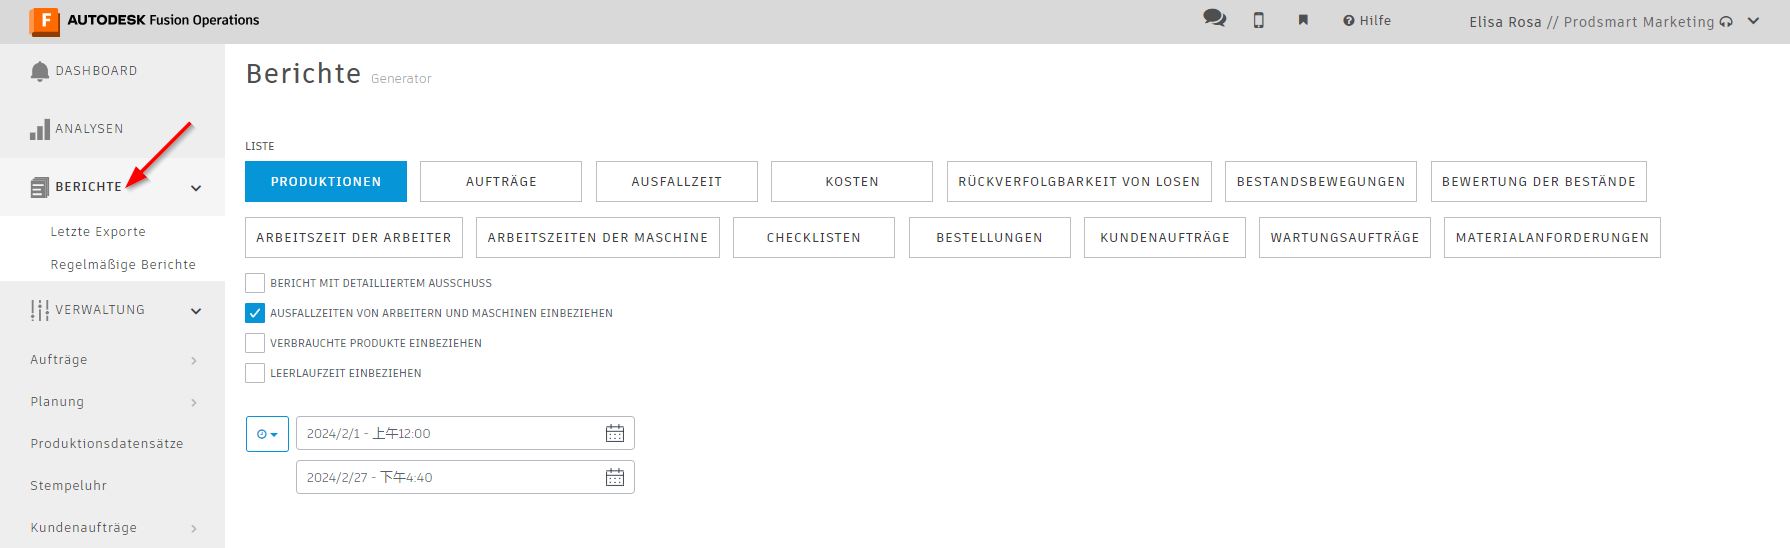 AUTODESK Fusion Operations
Hilfe
Elisa Rosa // Prodsmart Marketing
DASHBOARD
ANALYSEN
BERICHTE
Letzte Exporte
Regelmäßige Berichte
VERWALTUNG
Aufträge
Planung
Produktionsdatensätze
Stempeluhr
Kundenaufträge
Berichte Generator
LISTE
PRODUKTIONEN
AUFTRÄGE
AUSFALLZEIT
KOSTEN
RÜCKVERFOLGBARKEIT VON LOSEN
BESTANDSBEWEGUNGEN
BEWERTUNG DER BESTÄNDE
ARBEITSZEIT DER ARBEITER
ARBEITSZEITEN DER MASCHINE
CHECKLISTEN
BESTELLUNGEN
KUNDENAUFTRÄGE
WARTUNGSAUFTRÄGE
MATERIALANFORDERUNGEN
BERICHT MIT DETAILLIERTEM AUSSCHUSS
AUSFALLZEITEN VON ARBEITERN UND MASCHINEN EINBEZIEHEN
VERBRAUCHTE PRODUKTE EINBEZIEHEN
LEERLAUFZEIT EINBEZIEHEN
2024/2/1 - 上午12:00
2024/2/27 - 下午4:40